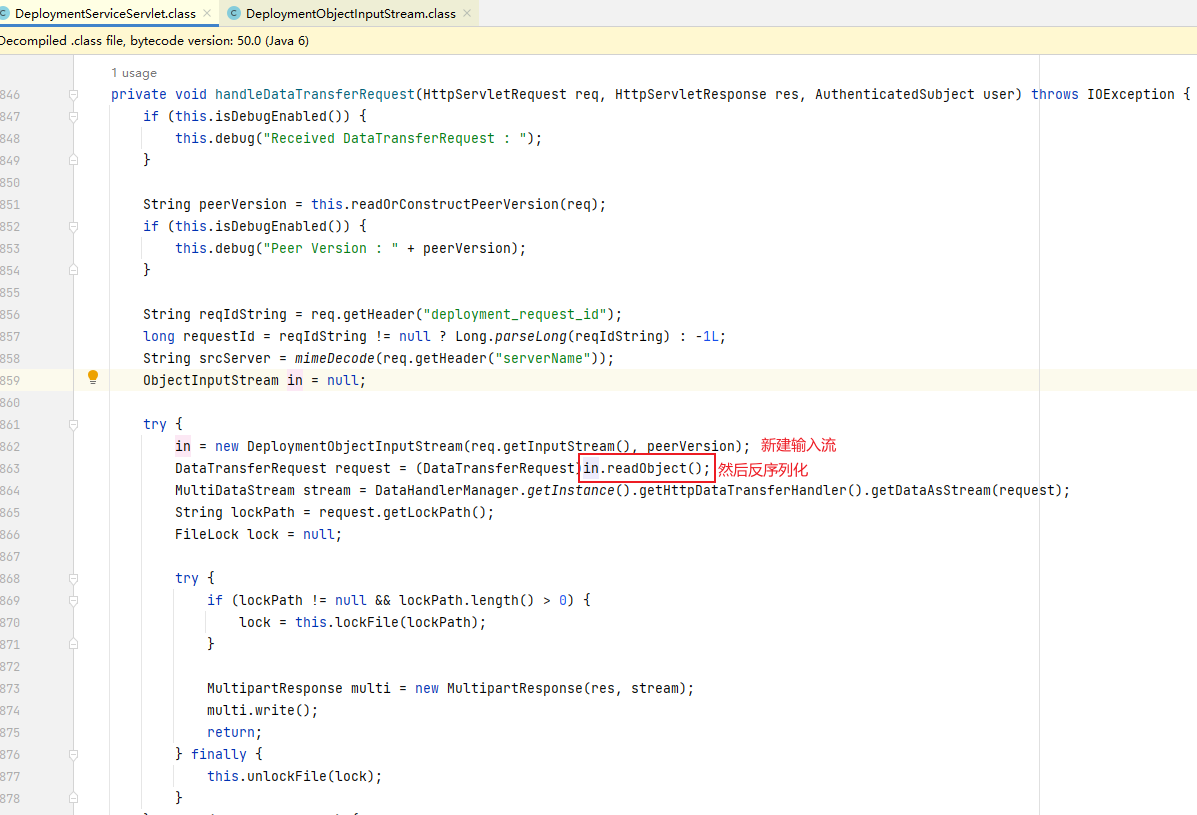 DeploymentServiceServlet.class × DeploymentObjectInputStream.class ×
Decompiled .class file, bytecode version: 50.0 (Java 6)
1 usage
846 private void handleDataTransferRequest(HttpServletRequest req, HttpServletResponse res, AuthenticatedSubject user) throws IOException {
847 if (this.isDebugEnabled()) {
848 this.debug("Received DataTransferRequest : ");
849 }
850
851 String peerVersion = this.readOrConstructPeerVersion(req);
852 if (this.isDebugEnabled()) {
853 this.debug("Peer Version : " + peerVersion);
854 }
855
856 String reqIdString = req.getHeader("deployment_request_id");
857 long requestId = reqIdString != null ? Long.parseLong(reqIdString) : -1L;
858 String srcServer = mimeDecode(req.getHeader("serverName"));
859 ObjectInputStream in = null;
860
861 try {
862 in = new DeploymentObjectInputStream(req.getInputStream(), peerVersion); 新建输入流
863 DataTransferRequest request = (DataTransferRequest)in.readObject(); 然后反序列化
864 MultiDataStream stream = DataHandlerManager.getInstance().getHttpDataTransferHandler().getDataAsStream(request);
865 String lockPath = request.getLockPath();
866 FileLock lock = null;
867
868 try {
869 if (lockPath != null && lockPath.length() > 0) {
870 lock = this.lockFile(lockPath);
871 }
872
873 MultipartResponse multi = new MultipartResponse(res, stream);
874 multi.write();
875 return;
876 } finally {
877 this.unlockFile(lock);
878 }